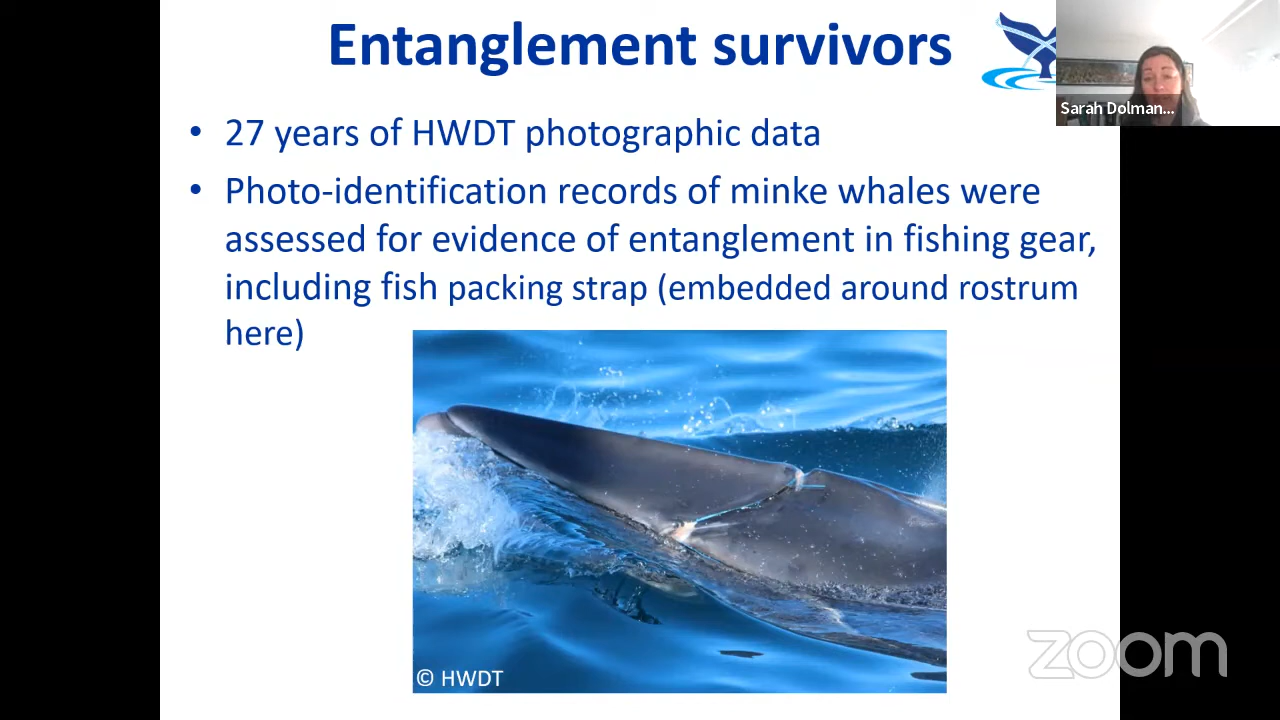 Entanglement survivors
Sarah Dolman...
• 27 years of HWDT photographic data
• Photo-identification records of minke whales were
assessed for evidence of entanglement in fishing gear,
including fish packing strap (embedded around rostrum
here)
© HWDT
zoom